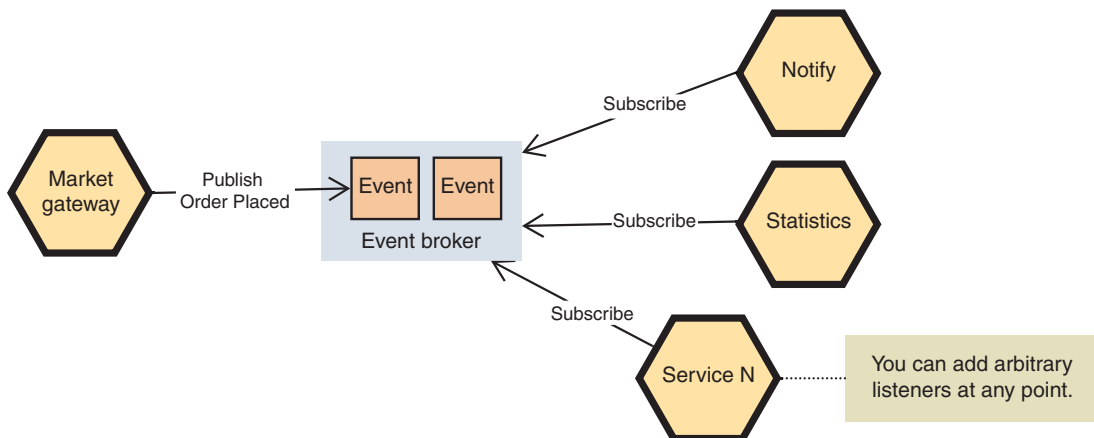 Market
gateway
Publish
Order Placed
Event
Event
Event broker
Subscribe
Notify
Subscribe
Statistics
Subscribe
Service N
You can add arbitrary
listeners at any point.